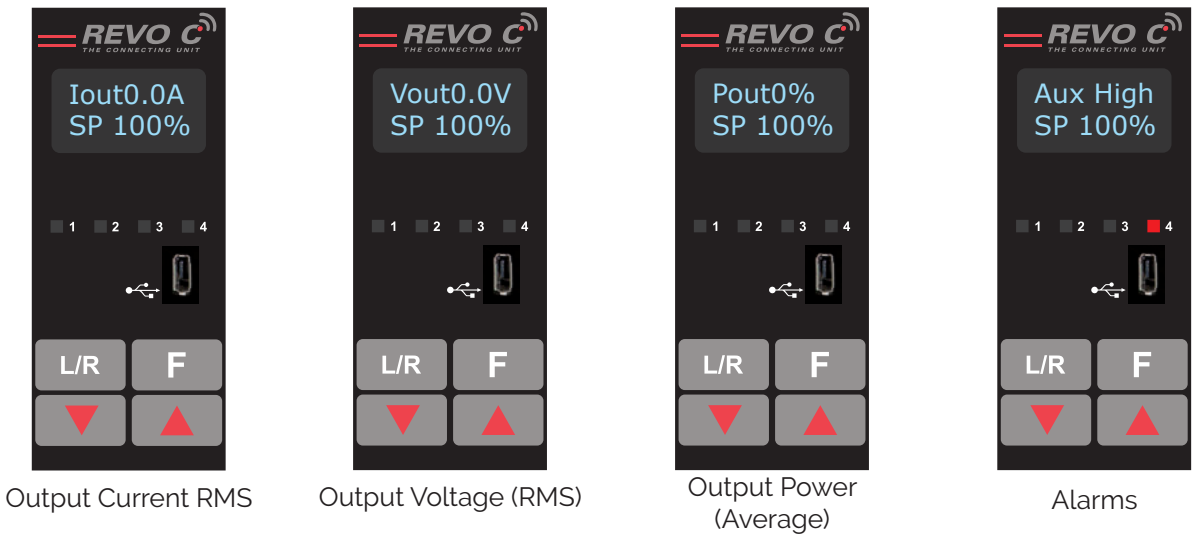 REVO C
THE CONNECTING UNIT
Iout0.0A
SP 100%
1 2 3 4
L/R F
Output Current RMS
REVO C
THE CONNECTING UNIT
Vout0.0V
SP 100%
1 2 3 4
L/R F
Output Voltage (RMS)
REVO C
THE CONNECTING UNIT
Pout0%
SP 100%
1 2 3 4
L/R F
Output Power
(Average)
REVO C
THE CONNECTING UNIT
Aux High
SP 100%
1 2 3 4
L/R F
Alarms